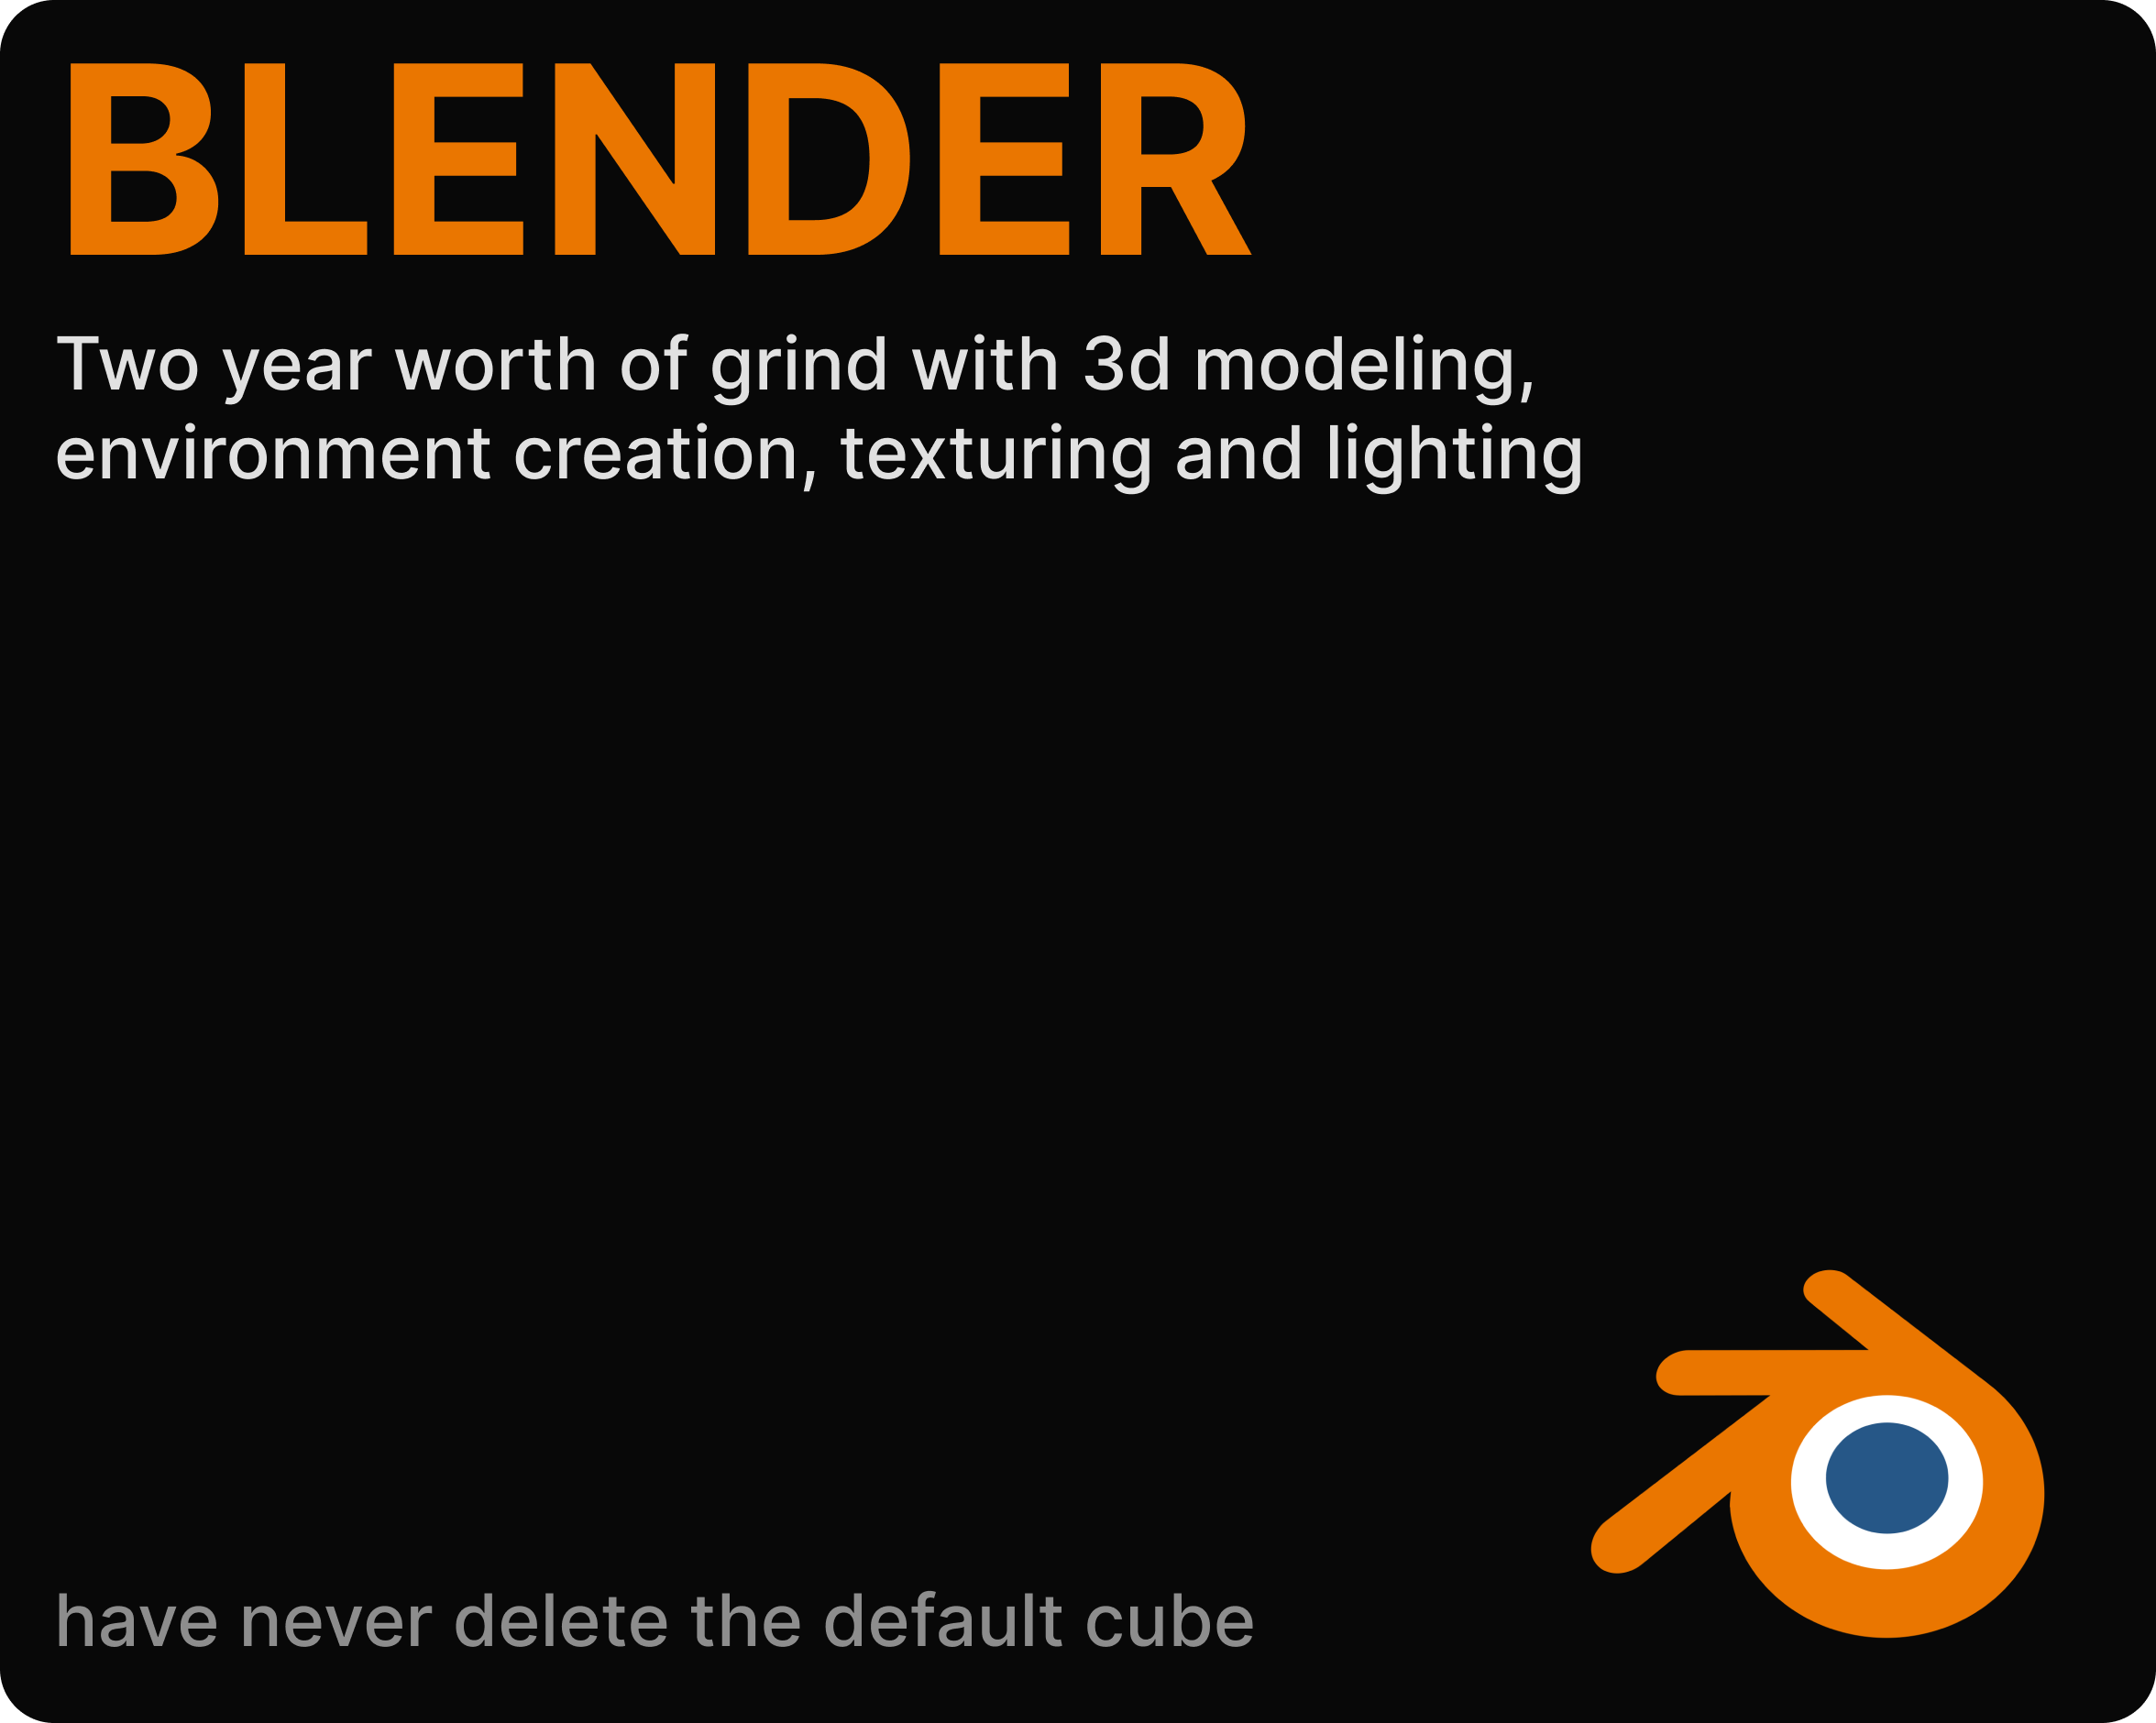 BLENDER
Two year worth of grind with 3d modeling,
environment creation, texturing and lighting
have never delete the default cube